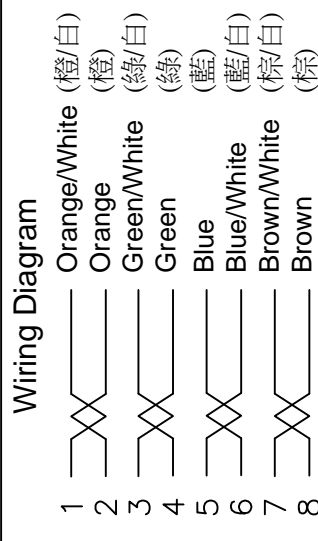 Wiring Diagram
1 Orange/White (橙/白)
2 Orange (橙)
3 Green/White (綠/白)
4 Green (綠)
5 Blue (藍)
6 Blue/White (藍/白)
7 Brown/White (棕/白)
8 Brown (棕)